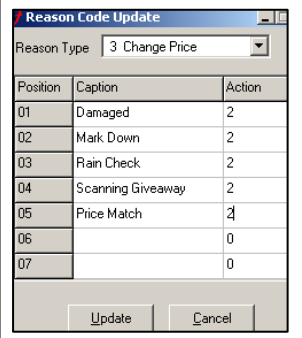 Reason Code Update
Reason Type 3 Change Price
Position Caption Action
01 Damaged 2
02 Mark Down 2
03 Rain Check 2
04 Scanning Giveaway 2
05 Price Match 2
06 0
07 0
Update Cancel